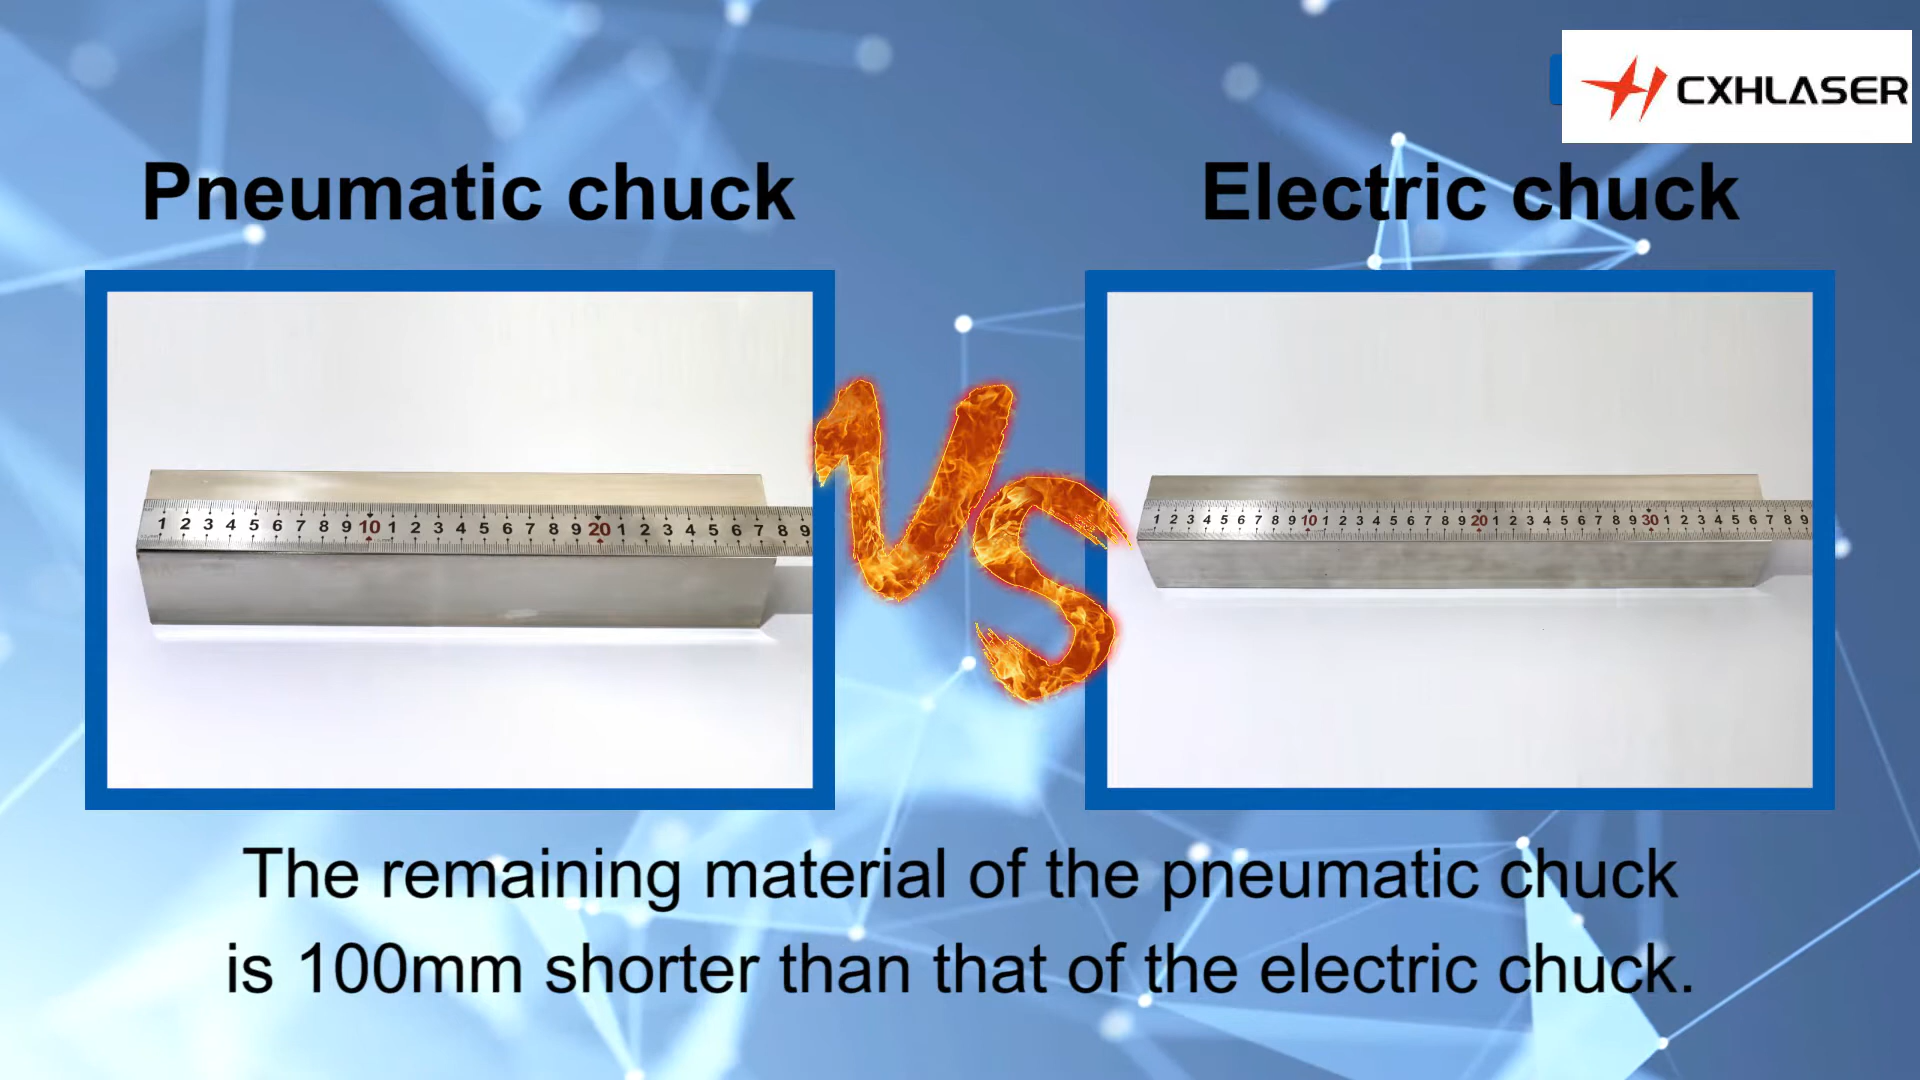 CXHLASER
Pneumatic chuck
Electric chuck
1 2 3 4 5 6 7 8 9 10 1 2 3 4 5 6 7 8 9 20 1 2 3 4 5 6 7 8 9
VS
1 2 3 4 5 6 7 8 9 10 1 2 3 4 5 6 7 8 9 20 1 2 3 4 5 6 7 8 9 30 1 2 3 4 5 6 7 8 9
The remaining material of the pneumatic chuck
is 100mm shorter than that of the electric chuck.